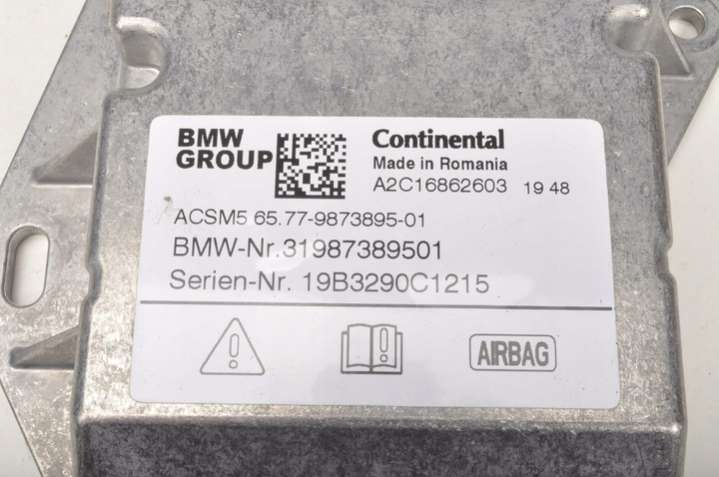 BMW
GROUP
Continental
Made in Romania
A2C16862603 19 48
ACSM5 65.77-9873895-01
BMW-Nr.31987389501
Serien-Nr. 19B3290C1215
AIRBAG